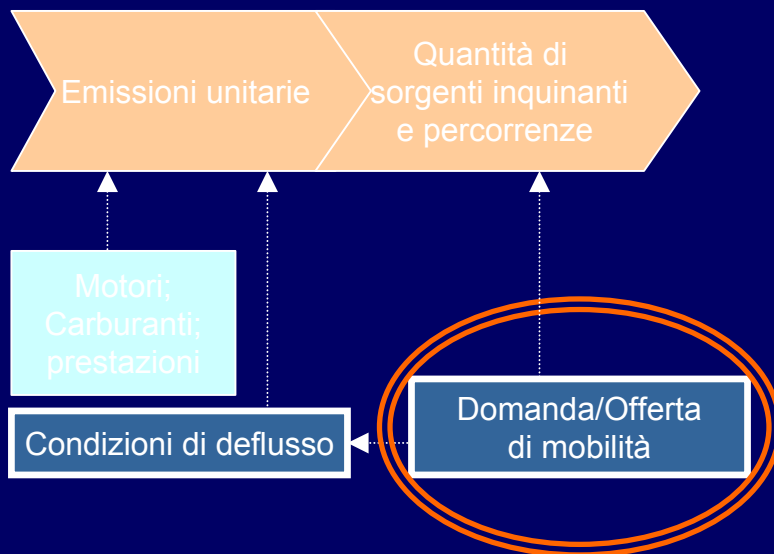 Emissioni unitarie
Quantità di
sorgenti inquinanti
e percorrenze
Motori;
Carburanti;
prestazioni
Condizioni di deflusso
Domanda/Offerta
di mobilità